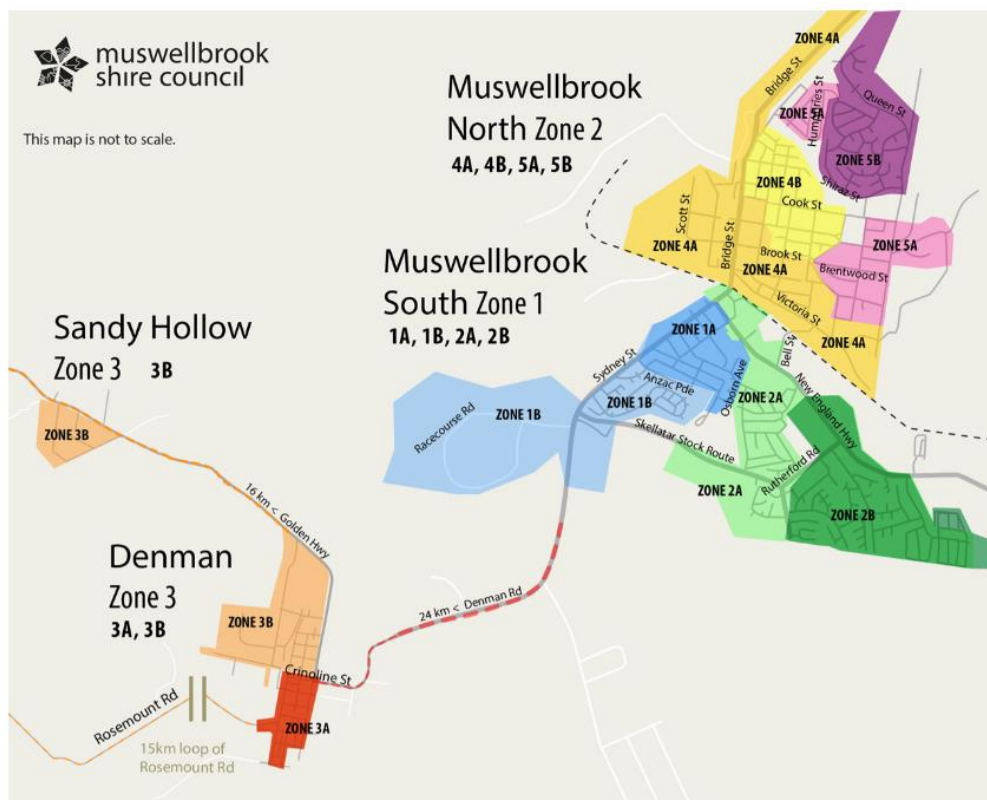 muswellbrook
shire council
This map is not to scale.
Muswellbrook
North Zone 2
4A, 4B, 5A, 5B
ZONE 4A
Bridge St
ZONE 5A
Humphries St
Queen St
ZONE 5B
Shiraz St
ZONE 4B
Cook St
Scott St
ZONE 4A
Bridge St
Brook St
ZONE 4A
ZONE 5A
Brentwood St
Victoria St
ZONE 4A
Muswellbrook
South Zone 1
1A, 1B, 2A, 2B
ZONE 1A
Sydney St
Anzac Pde
Osborn Ave
Bell St
ZONE 1B
Racecourse Rd
ZONE 1B
ZONE 2A
New England Hwy
Skellatar Stock Route
ZONE 2A
Rutherford Rd
ZONE 2B
Sandy Hollow
Zone 3 3B
ZONE 3B
16 km < Golden Hwy
Denman
Zone 3
3A, 3B
ZONE 3B
24 km < Denman Rd
Crinoline St
Rosemount Rd
ZONE 3A
15km loop of
Rosemount Rd